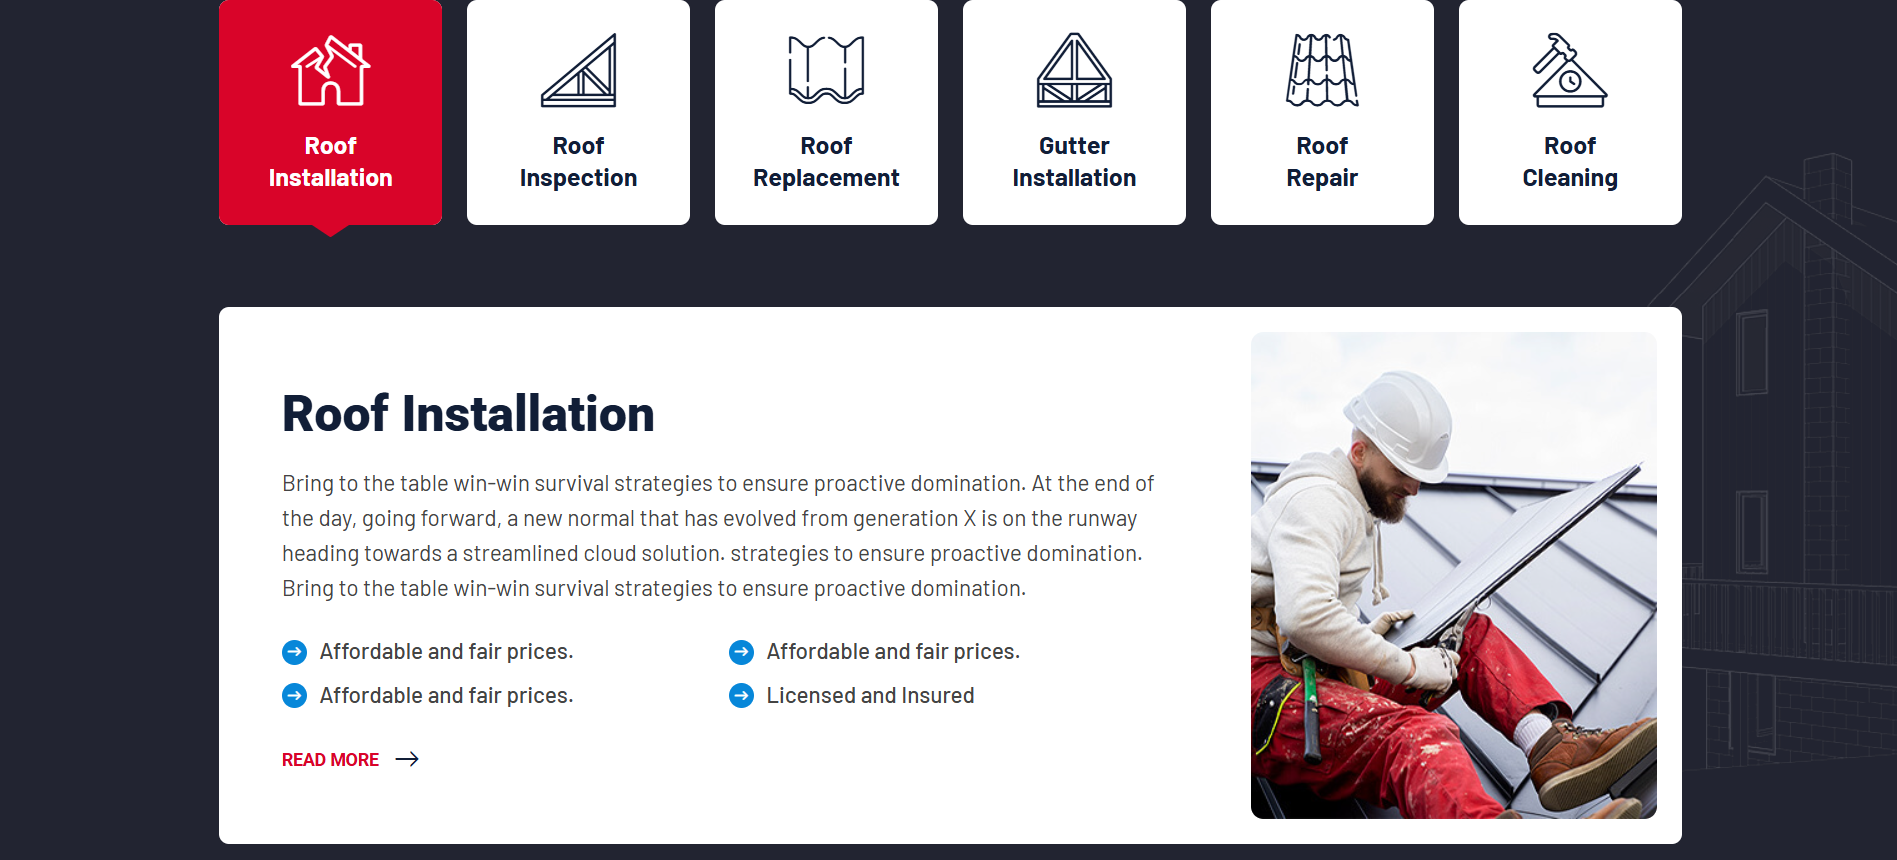 Roof
Installation
Roof
Inspection
Roof
Replacement
Gutter
Installation
Roof
Repair
Roof
Cleaning
Roof Installation
Bring to the table win-win survival strategies to ensure proactive domination. At the end of
the day, going forward, a new normal that has evolved from generation X is on the runway
heading towards a streamlined cloud solution. strategies to ensure proactive domination.
Bring to the table win-win survival strategies to ensure proactive domination.
Affordable and fair prices.
Affordable and fair prices.
Affordable and fair prices.
Licensed and Insured
READ MORE